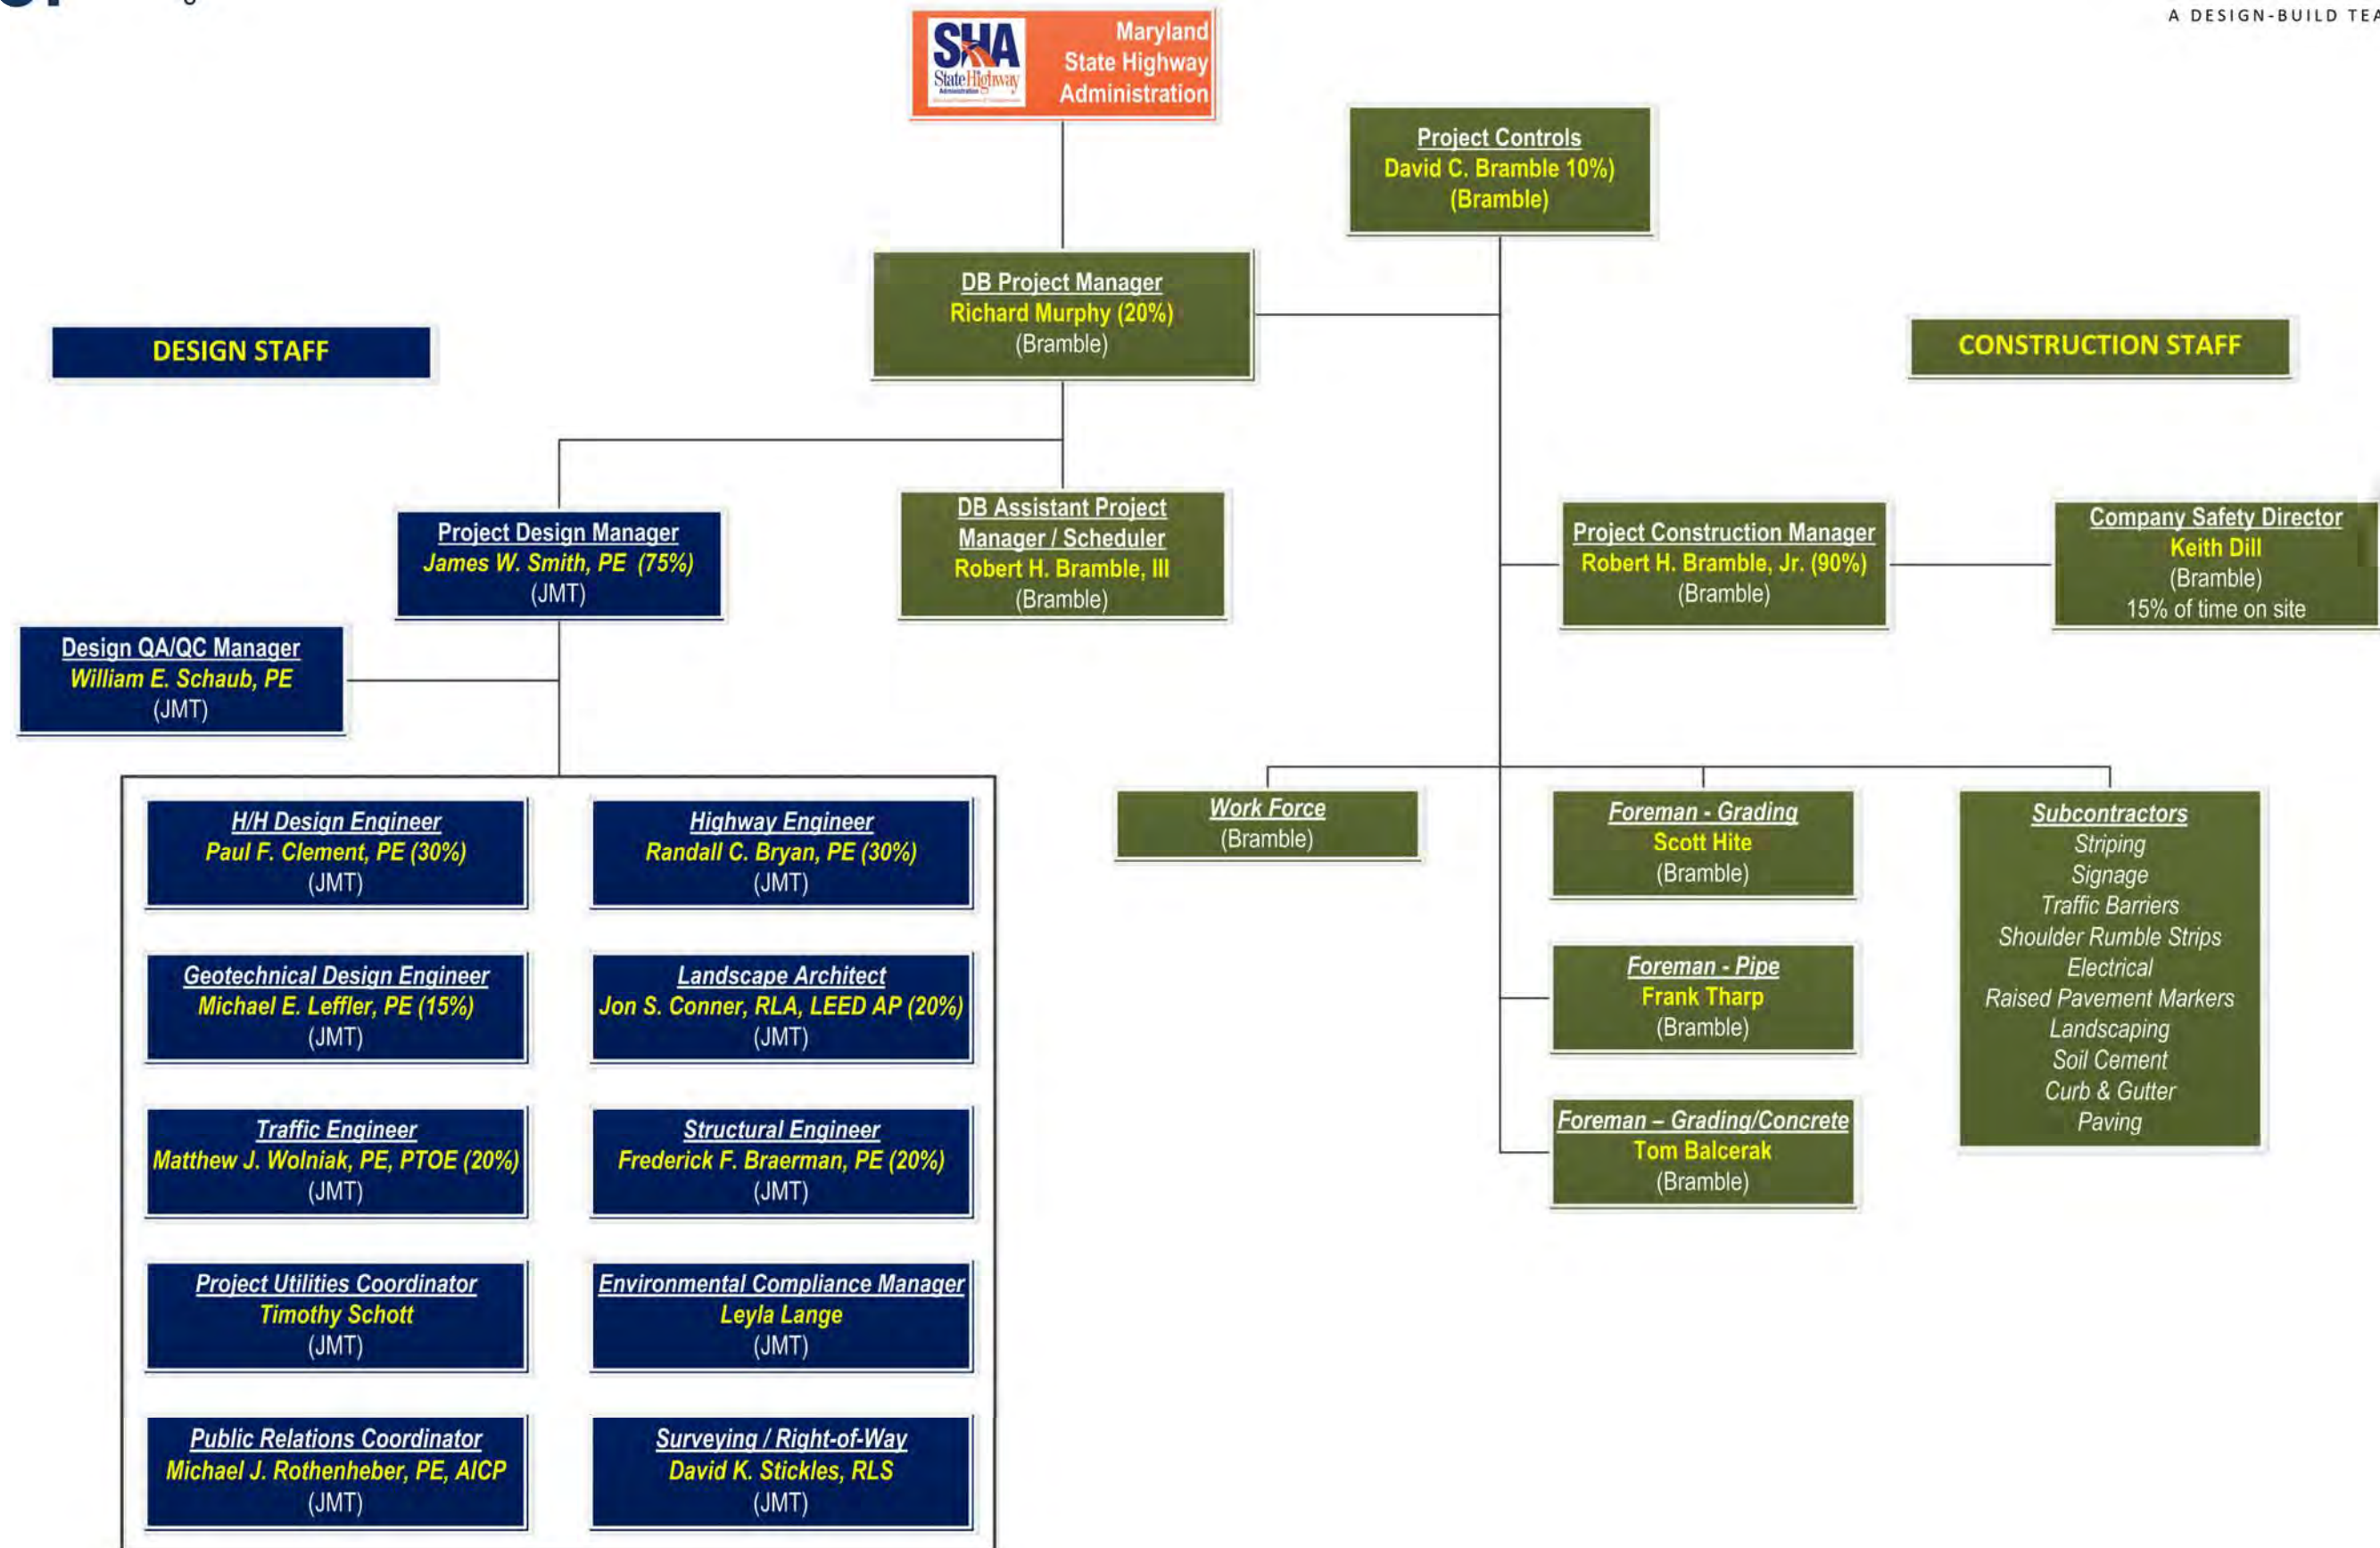 A DESIGN-BUILD TEA
SHA
State Highway
Administration
Maryland
State Highway
Administration
Project Controls
David C. Bramble 10%)
(Bramble)
DB Project Manager
Richard Murphy (20%)
(Bramble)
DESIGN STAFF
CONSTRUCTION STAFF
Project Design Manager
James W. Smith, PE (75%)
(JMT)
DB Assistant Project
Manager / Scheduler
Robert H. Bramble, III
(Bramble)
Project Construction Manager
Robert H. Bramble, Jr. (90%)
(Bramble)
Company Safety Director
Keith Dill
(Bramble)
15% of time on site
Design QA/QC Manager
William E. Schaub, PE
(JMT)
H/H Design Engineer
Paul F. Clement, PE (30%)
(JMT)
Highway Engineer
Randall C. Bryan, PE (30%)
(JMT)
Geotechnical Design Engineer
Michael E. Leffler, PE (15%)
(JMT)
Landscape Architect
Jon S. Conner, RLA, LEED AP (20%)
(JMT)
Traffic Engineer
Matthew J. Wolniak, PE, PTOE (20%)
(JMT)
Structural Engineer
Frederick F. Braerman, PE (20%)
(JMT)
Project Utilities Coordinator
Timothy Schott
(JMT)
Environmental Compliance Manager
Leyla Lange
(JMT)
Public Relations Coordinator
Michael J. Rothenheber, PE, AICP
(JMT)
Surveying / Right-of-Way
David K. Stickles, RLS
(JMT)
Work Force
(Bramble)
Foreman - Grading
Scott Hite
(Bramble)
Foreman - Pipe
Frank Tharp
(Bramble)
Foreman – Grading/Concrete
Tom Balcerak
(Bramble)
Subcontractors
Striping
Signage
Traffic Barriers
Shoulder Rumble Strips
Electrical
Raised Pavement Markers
Landscaping
Soil Cement
Curb & Gutter
Paving